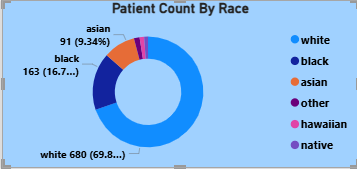 Patient Count By Race
asian
91 (9.34%)
black
163 (16.7...)
white 680 (69.8...)
white
black
asian
other
hawaiian
native